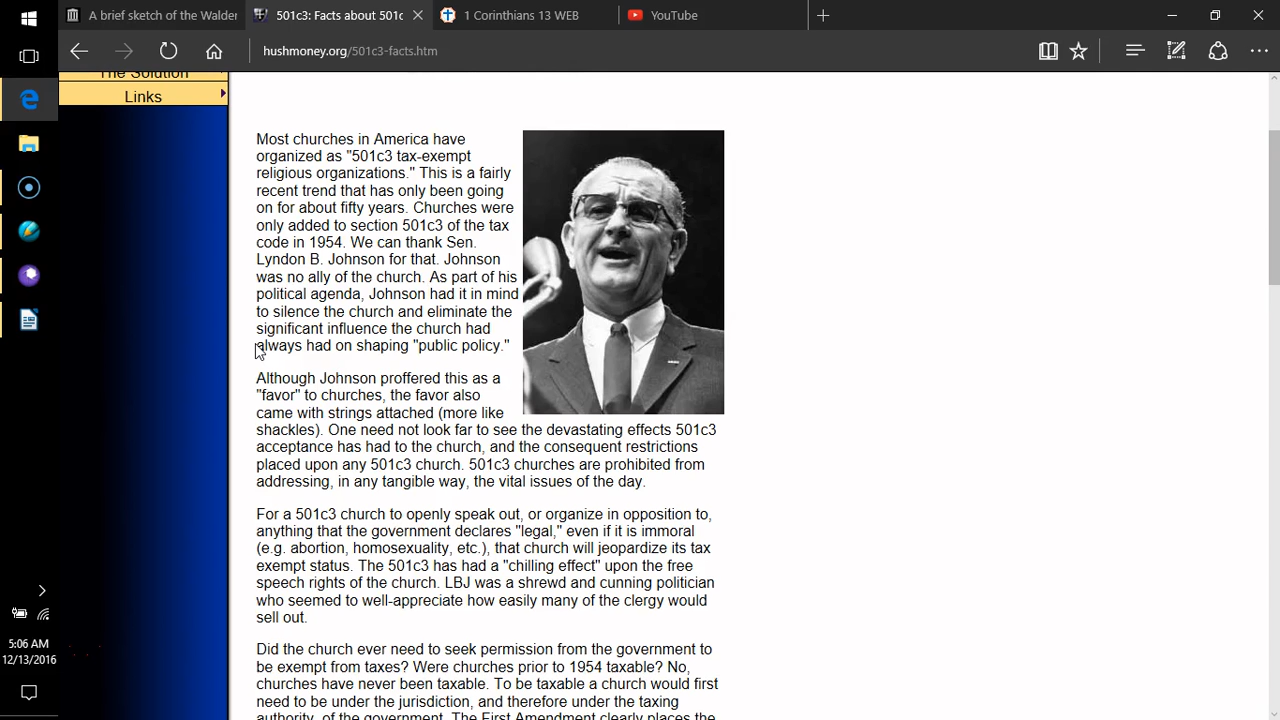 A brief sketch of the Walden
501c3: Facts about 501c
1 Corinthians 13 WEB
YouTube
hushmoney.org/501c3-facts.htm
The Solution
Links
Most churches in America have
organized as "501c3 tax-exempt
religious organizations." This is a fairly
recent trend that has only been going
on for about fifty years. Churches were
only added to section 501c3 of the tax
code in 1954. We can thank Sen.
Lyndon B. Johnson for that. Johnson
was no ally of the church. As part of his
political agenda, Johnson had it in mind
to silence the church and eliminate the
significant influence the church had
always had on shaping "public policy."
Although Johnson proffered this as a
"favor" to churches, the favor also
came with strings attached (more like
shackles). One need not look far to see the devastating effects 501c3
acceptance has had to the church, and the consequent restrictions
placed upon any 501c3 church. 501c3 churches are prohibited from
addressing, in any tangible way, the vital issues of the day.
For a 501c3 church to openly speak out, or organize in opposition to,
anything that the government declares "legal," even if it is immoral
(e.g. abortion, homosexuality, etc.), that church will jeopardize its tax
exempt status. The 501c3 has had a "chilling effect" upon the free
speech rights of the church. LBJ was a shrewd and cunning politician
who seemed to well-appreciate how easily many of the clergy would
sell out.
Did the church ever need to seek permission from the government to
be exempt from taxes? Were churches prior to 1954 taxable? No,
churches have never been taxable. To be taxable a church would first
need to be under the jurisdiction, and therefore under the taxing
authority, of the government. The First Amendment clearly places the
5:06 AM
12/13/2016